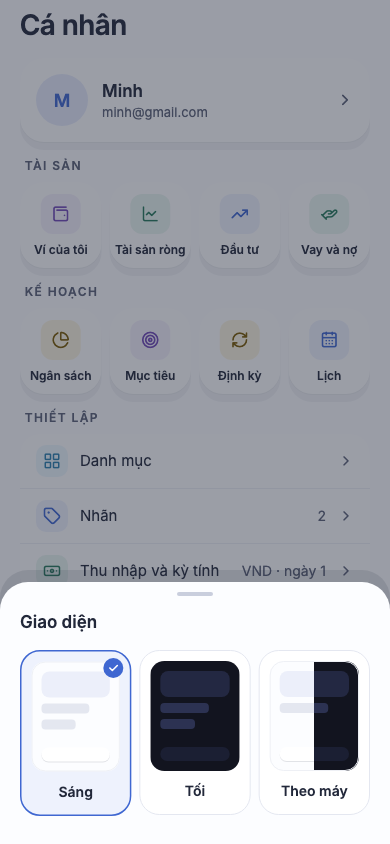 Cá nhân
M
Minh
minh@gmail.com
TÀI SẢN
Ví của tôi
Tài sản ròng
Đầu tư
Vay và nợ
KẾ HOẠCH
Ngân sách
Mục tiêu
Định kỳ
Lịch
THIẾT LẬP
Danh mục
Nhãn 2
Thu nhập và kỳ tính VND · ngày 1
Giao diện
Sáng
Tối
Theo máy